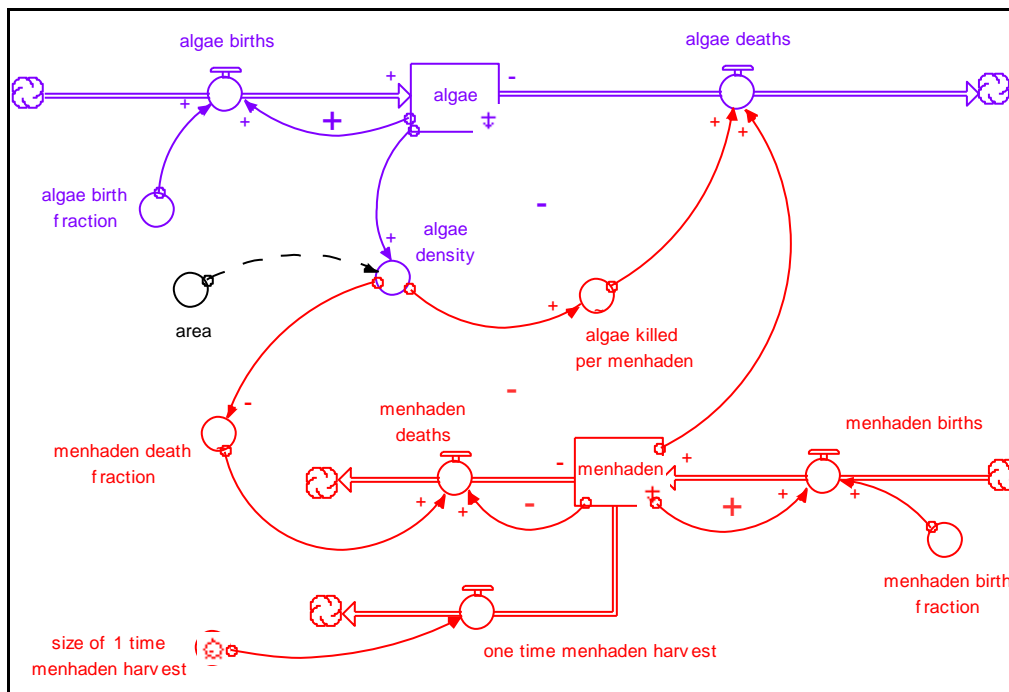 algae births
algae deaths
+
-
algae
+
+
+
+
+
+
algae birth
fraction
-
+
algae
density
area
+
algae killed
per menhaden
-
-
menhaden
deaths
menhaden births
menhaden death
fraction
-
menhaden
+
+
+
-
+
+
+
menhaden birth
fraction
size of 1 time
menhaden harvest
one time menhaden harvest